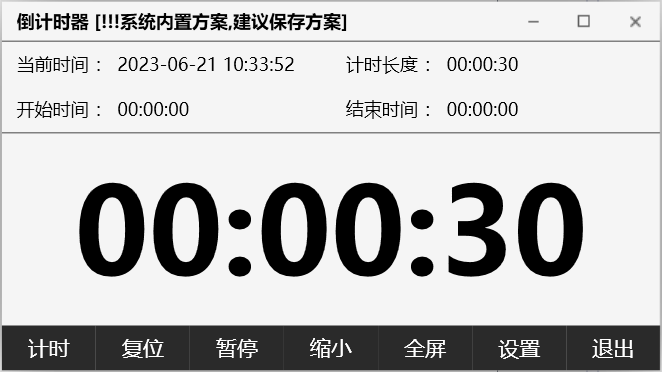 倒计时器 [!!!系统内置方案,建议保存方案]
当前时间： 2023-06-21 10:33:52 计时长度： 00:00:30
开始时间： 00:00:00 结束时间： 00:00:00
00:00:30
计时 复位 暂停 缩小 全屏 设置 退出